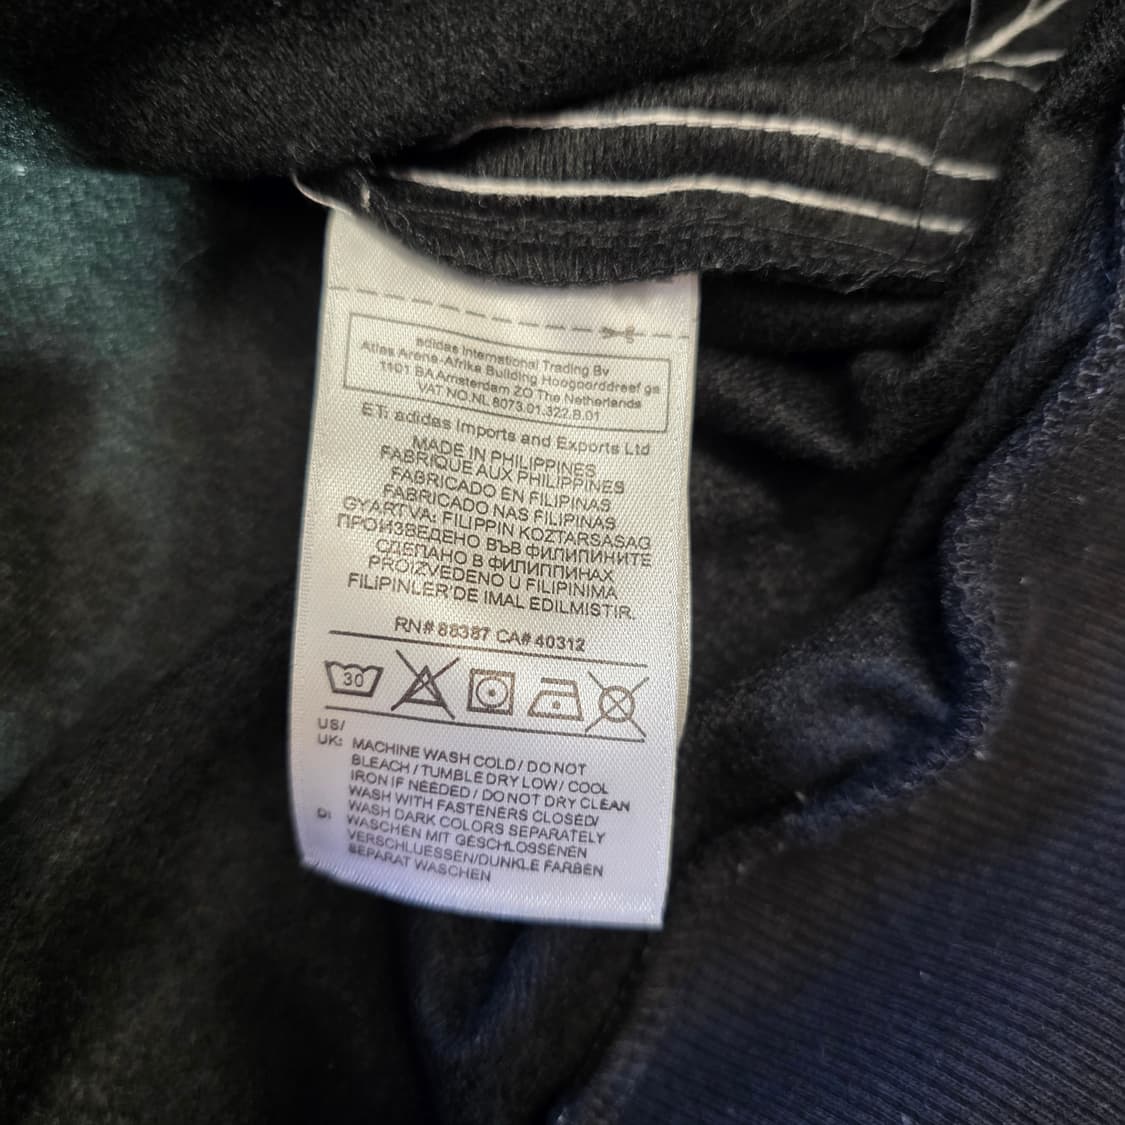 adidas International Trading Bv
Atlas Arena-Afrika Building Hoogoorddreef 9a
1101 BA Amsterdam ZO The Netherlands
VAT NO.NL 8073.01.322.B.01
ET: adidas Imports and Exports Ltd
MADE IN PHILIPPINES
FABRIQUE AUX PHILIPPINES
FABRICADO EN FILIPINAS
FABRICADO NAS FILIPINAS
GYÁRTVA: FILIPPIN KOZTARSASAG
ПРОИЗВЕДЕНО ВЪВ ФИЛИПИНИТЕ
СДЕЛАНО В ФИЛИППИНАХ
PROIZVEDENO U FILIPINIMA
FILIPINLER'DE IMAL EDILMISTIR.
RN# 88387 CA# 40312
30
US/
UK: MACHINE WASH COLD / DO NOT
BLEACH / TUMBLE DRY LOW / COOL
IRON IF NEEDED / DO NOT DRY CLEAN
WASH WITH FASTENERS CLOSED/
WASH DARK COLORS SEPARATELY
D: WASCHEN MIT GESCHLOSSENEN
VERSCHLUESSEN/DUNKLE FARBEN
SEPARAT WASCHEN